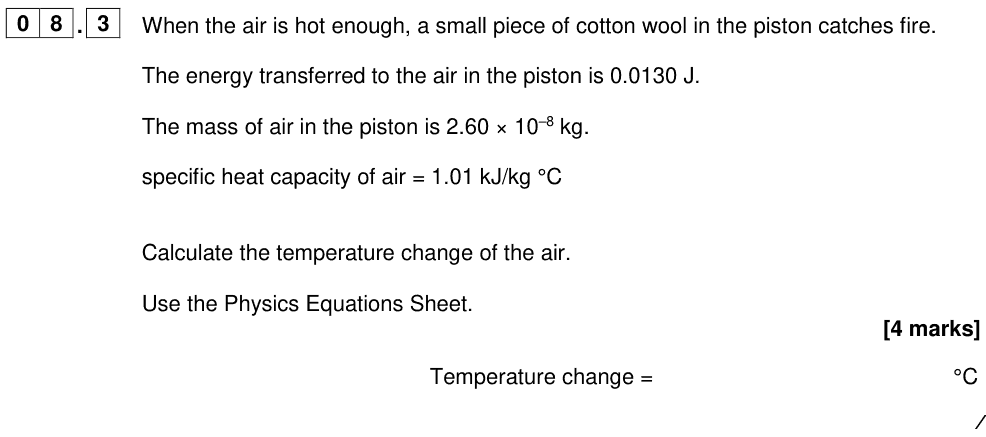 08.3 When the air is hot enough, a small piece of cotton wool in the piston catches fire.
The energy transferred to the air in the piston is 0.0130 J.
The mass of air in the piston is 2.60 × 10⁻⁸ kg.
specific heat capacity of air = 1.01 kJ/kg °C
Calculate the temperature change of the air.
Use the Physics Equations Sheet.
[4 marks]
Temperature change = °C